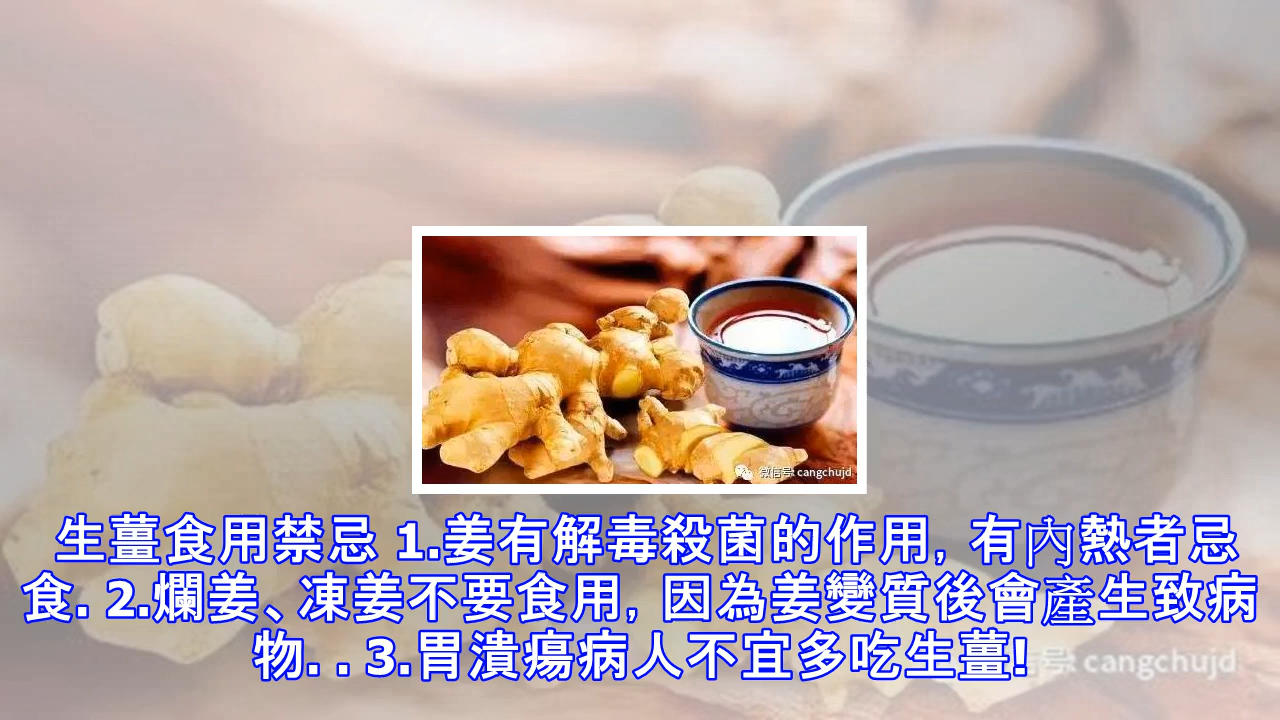 微信号: cangchujd
生薑食用禁忌 1.姜有解毒殺菌的作用, 有內熱者忌
食. 2.爛姜、凍姜不要食用, 因為姜變質後會產生致病
物. . 3.胃潰瘍病人不宜多吃生薑!
号: cangchujd